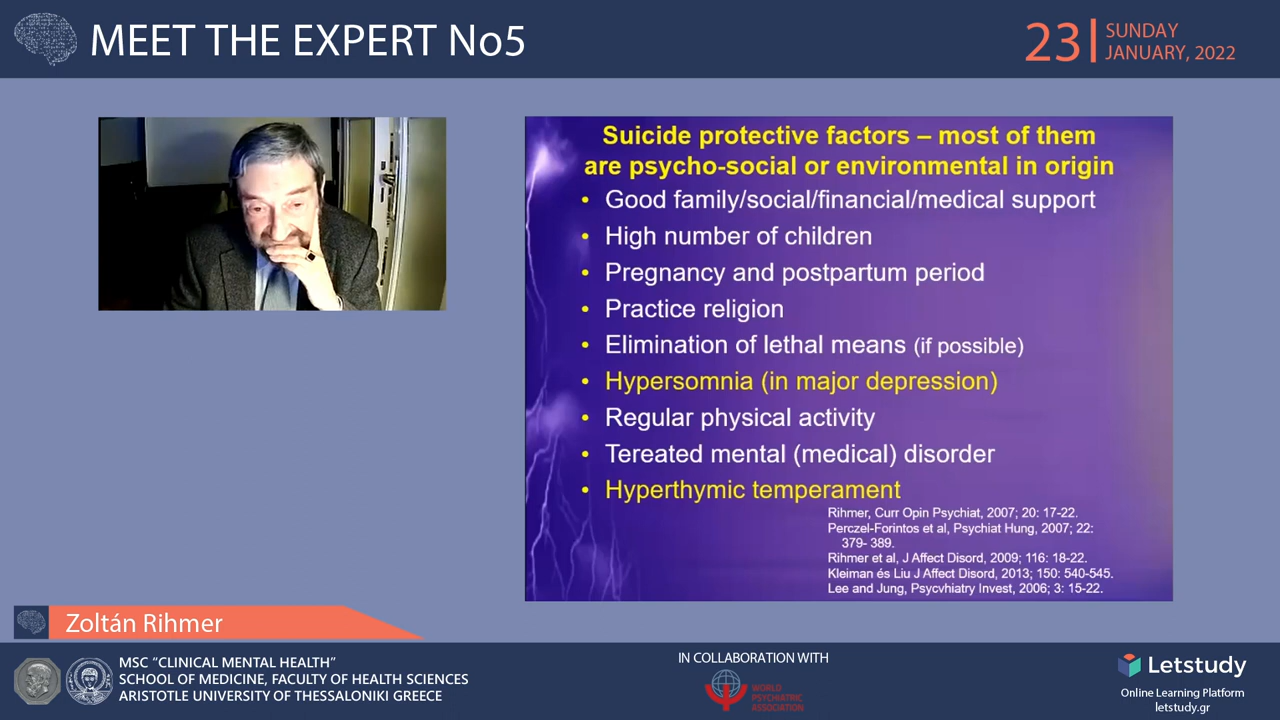 MEET THE EXPERT No5
23
SUNDAY
JANUARY, 2022
Suicide protective factors – most of them
are psycho-social or environmental in origin
• Good family/social/financial/medical support
• High number of children
• Pregnancy and postpartum period
• Practice religion
• Elimination of lethal means (if possible)
• Hypersomnia (in major depression)
• Regular physical activity
• Tereated mental (medical) disorder
• Hyperthymic temperament
Rihmer, Curr Opin Psychiat, 2007; 20: 17-22.
Perczel-Forintos et al, Psychiat Hung, 2007; 22:
379- 389.
Rihmer et al, J Affect Disord, 2009; 116: 18-22.
Kleiman és Liu J Affect Disord, 2013; 150: 540-545.
Lee and Jung, Psycvhiatry Invest, 2006; 3: 15-22.
Zoltán Rihmer
MSC “CLINICAL MENTAL HEALTH”
SCHOOL OF MEDICINE, FACULTY OF HEALTH SCIENCES
ARISTOTLE UNIVERSITY OF THESSALONIKI GREECE
IN COLLABORATION WITH
WORLD
PSYCHIATRIC
ASSOCIATION
Letstudy
Online Learning Platform
letstudy.gr